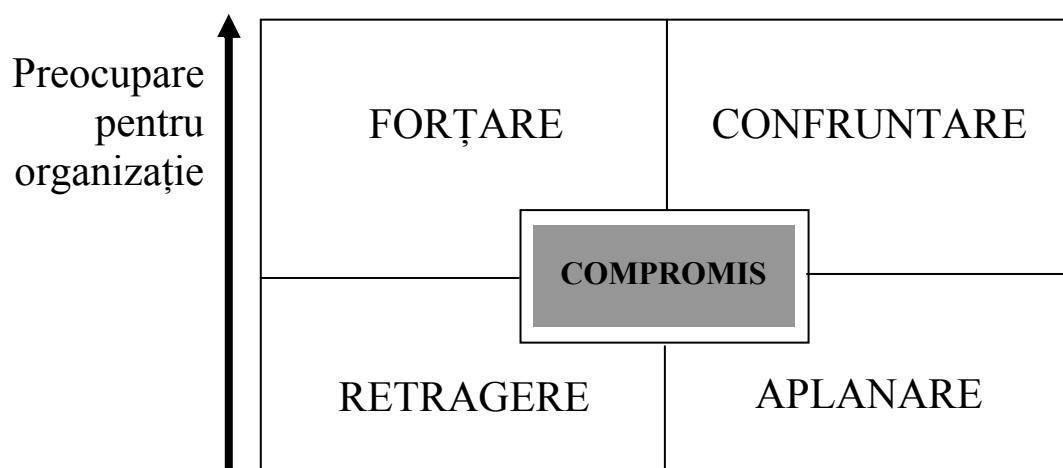 Preocupare
pentru
organizație
FORȚARE
CONFRUNTARE
COMPROMIS
RETRAGERE
APLANARE